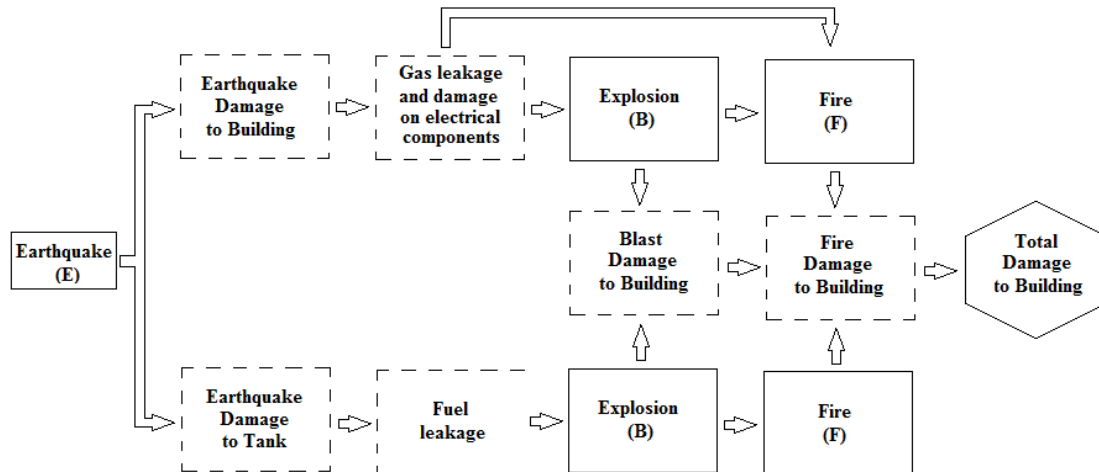 Earthquake
Damage
to Building
Gas leakage
and damage
on electrical
components
Explosion
(B)
Fire
(F)
Earthquake
(E)
Blast
Damage
to Building
Fire
Damage
to Building
Total
Damage
to Building
Earthquake
Damage
to Tank
Fuel
leakage
Explosion
(B)
Fire
(F)